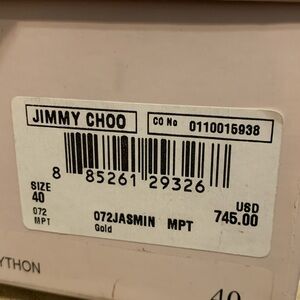 JIMMY CHOO CO No 0110015938
8 85261 29326
SIZE
40
USD
745.00
072
MPT
072JASMIN MPT
Gold
YTHON
40